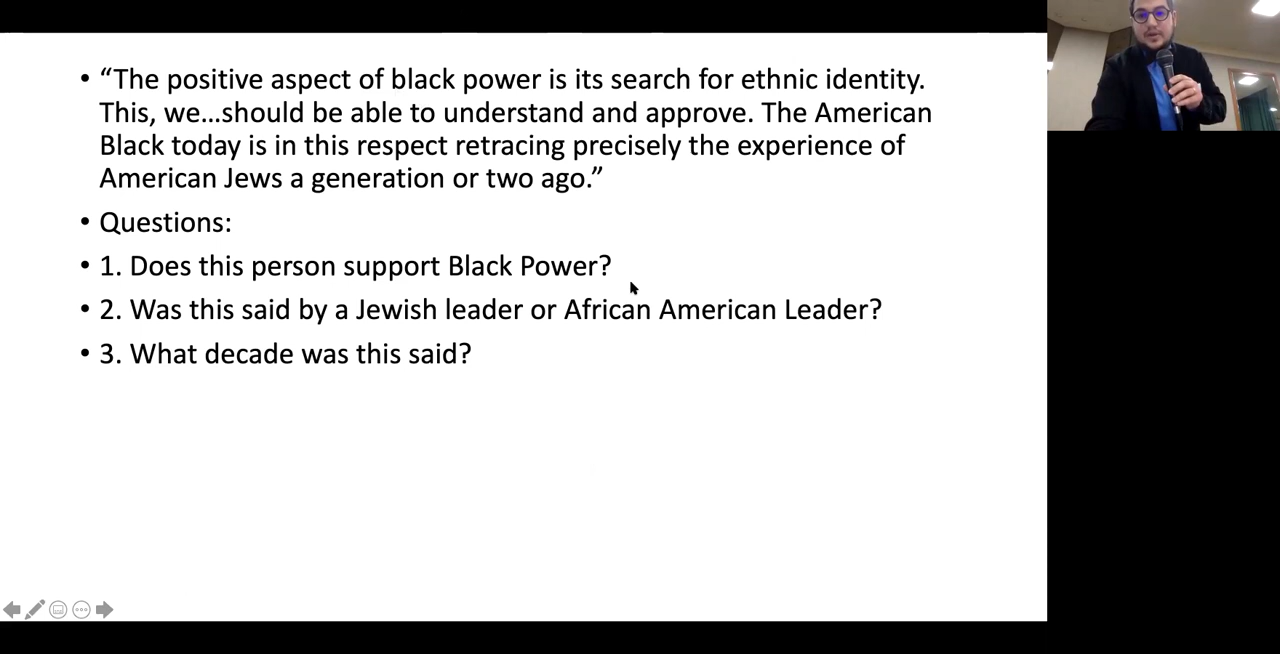 • “The positive aspect of black power is its search for ethnic identity.
This, we...should be able to understand and approve. The American
Black today is in this respect retracing precisely the experience of
American Jews a generation or two ago.”
• Questions:
• 1. Does this person support Black Power?
• 2. Was this said by a Jewish leader or African American Leader?
• 3. What decade was this said?